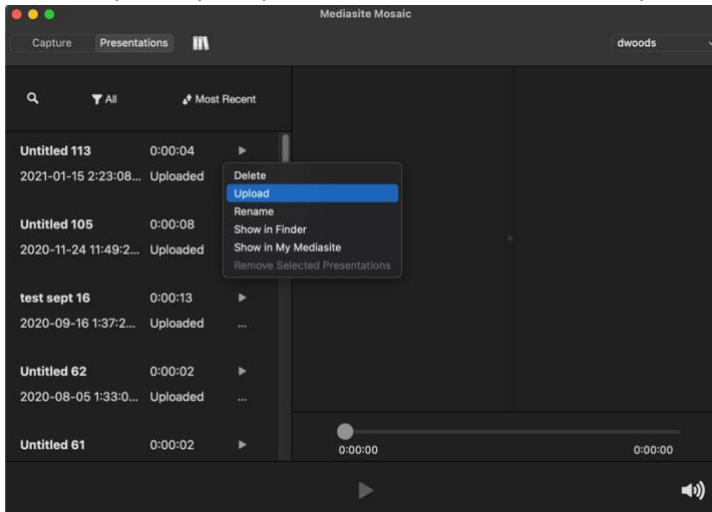 Mediasite Mosaic
Capture Presentations dwoods
All Most Recent
Untitled 113 0:00:04
2021-01-15 2:23:08... Uploaded
Delete
Upload
Rename
Show in Finder
Show in My Mediasite
Remove Selected Presentations
Untitled 105 0:00:08
2020-11-24 11:49:2... Uploaded
test sept 16 0:00:13
2020-09-16 1:37:2... Uploaded ...
Untitled 62 0:00:02
2020-08-05 1:33:0... Uploaded ...
Untitled 61 0:00:02
0:00:00 0:00:00